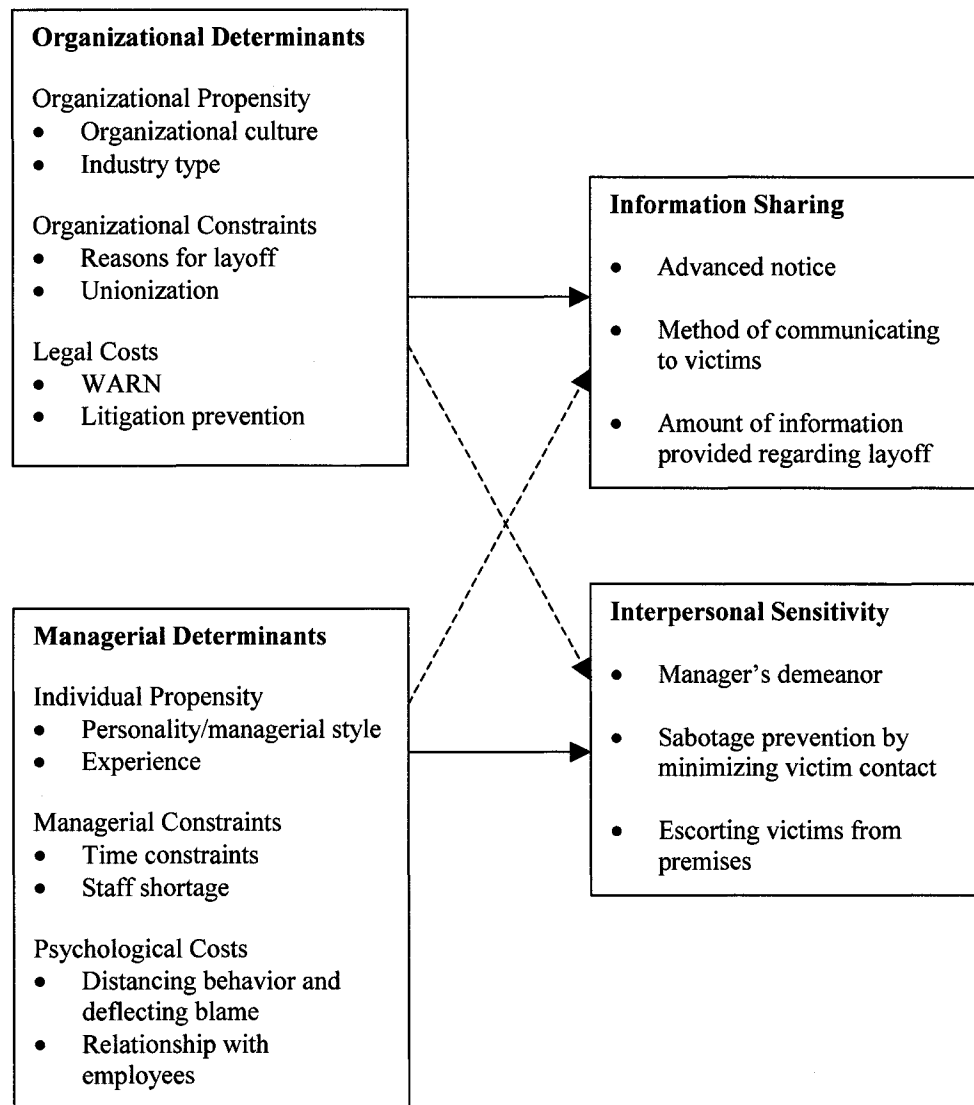 Organizational Determinants
Organizational Propensity
• Organizational culture
• Industry type
Organizational Constraints
• Reasons for layoff
• Unionization
Legal Costs
• WARN
• Litigation prevention
Information Sharing
• Advanced notice
• Method of communicating
to victims
• Amount of information
provided regarding layoff
Managerial Determinants
Individual Propensity
• Personality/managerial style
• Experience
Managerial Constraints
• Time constraints
• Staff shortage
Psychological Costs
• Distancing behavior and
deflecting blame
• Relationship with
employees
Interpersonal Sensitivity
• Manager’s demeanor
• Sabotage prevention by
minimizing victim contact
• Escorting victims from
premises